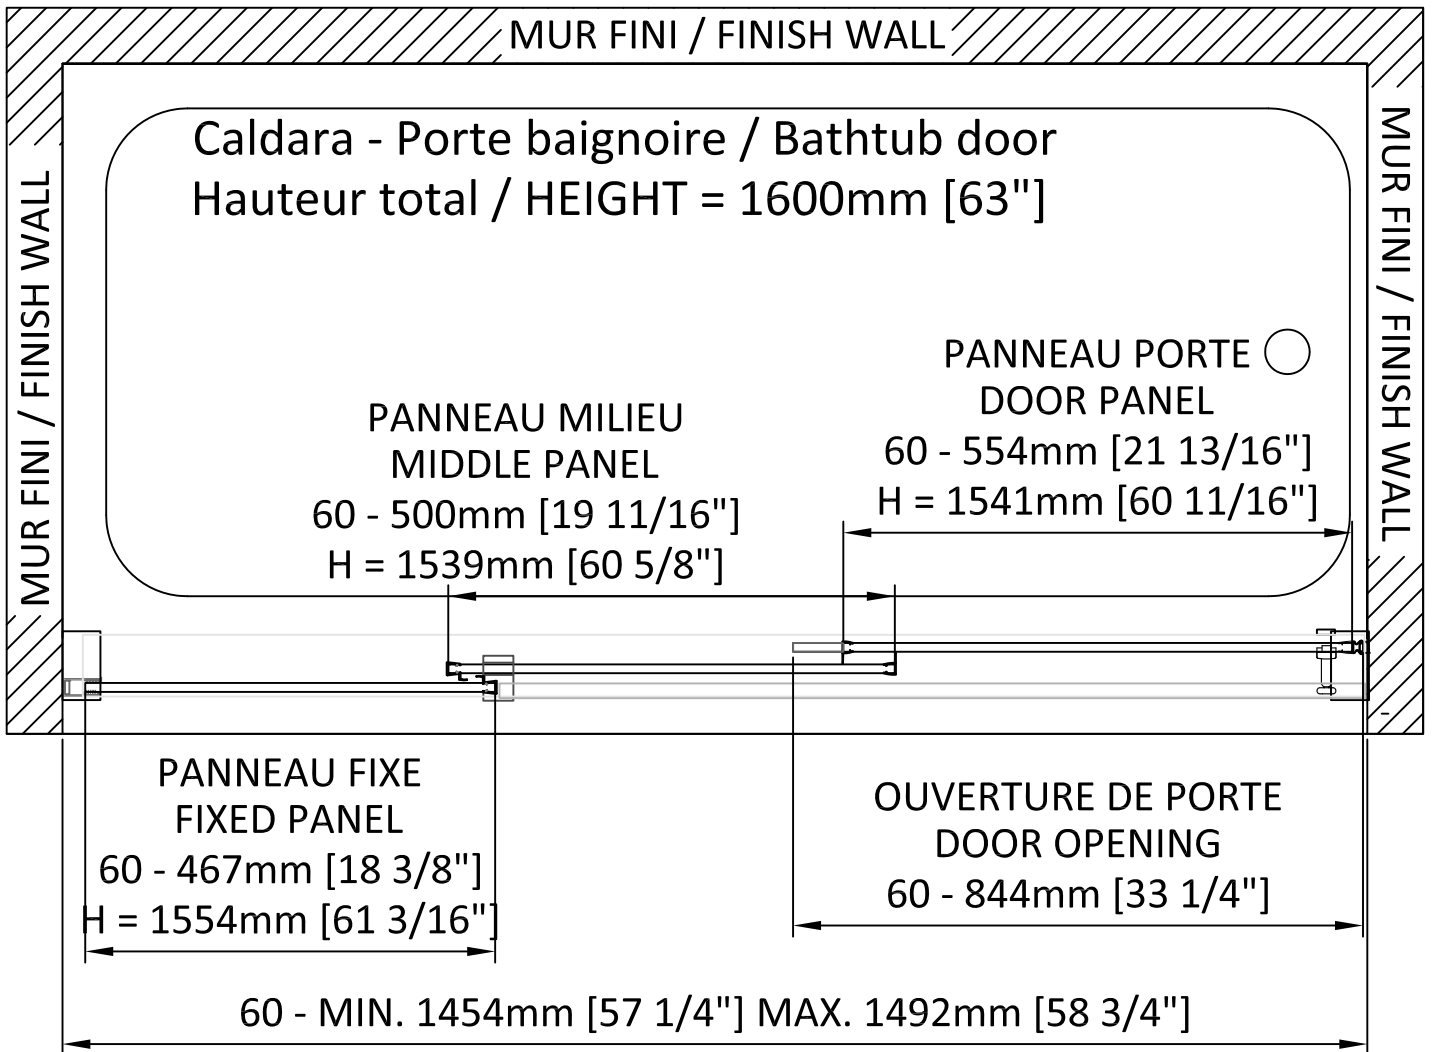 MUR FINI / FINISH WALL
MUR FINI / FINISH WALL
MUR FINI / FINISH WALL
Caldara - Porte baignoire / Bathtub door
Hauteur total / HEIGHT = 1600mm [63"]
PANNEAU PORTE
DOOR PANEL
60 - 554mm [21 13/16"]
H = 1541mm [60 11/16"]
PANNEAU MILIEU
MIDDLE PANEL
60 - 500mm [19 11/16"]
H = 1539mm [60 5/8"]
PANNEAU FIXE
FIXED PANEL
60 - 467mm [18 3/8"]
H = 1554mm [61 3/16"]
OUVERTURE DE PORTE
DOOR OPENING
60 - 844mm [33 1/4"]
60 - MIN. 1454mm [57 1/4"] MAX. 1492mm [58 3/4"]